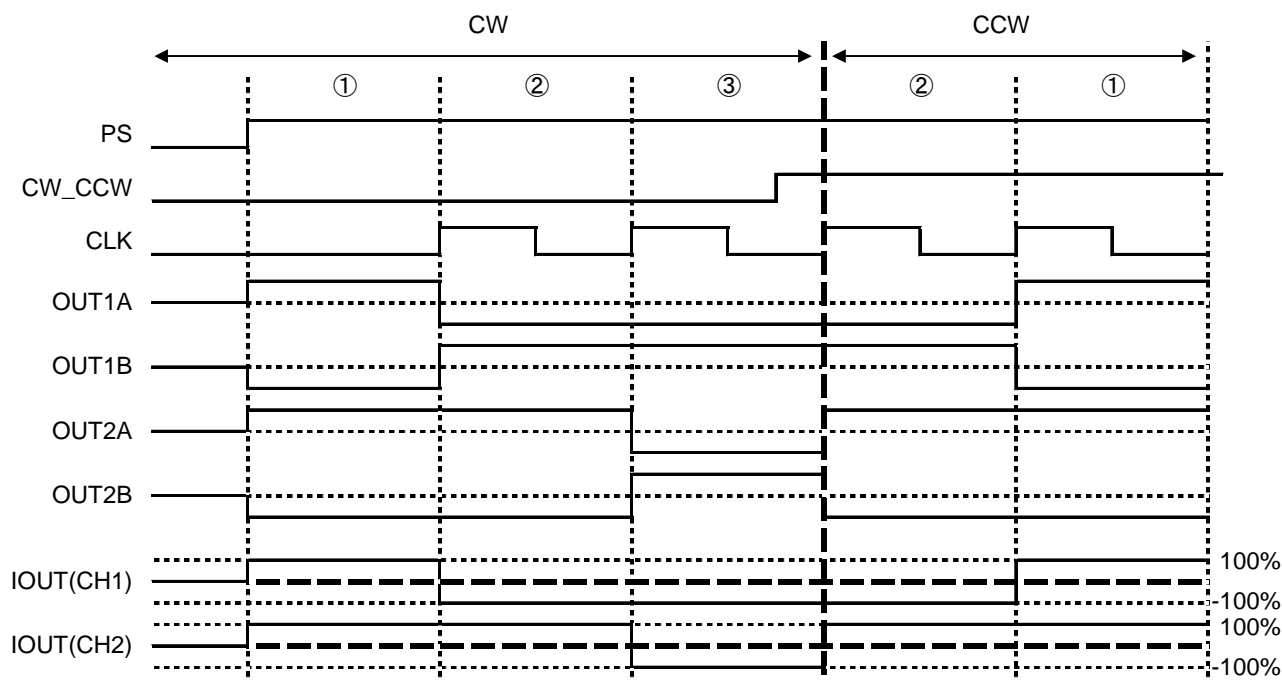 CW CCW
① ② ③ ② ①
PS
CW_CCW
CLK
OUT1A
OUT1B
OUT2A
OUT2B
IOUT(CH1)
100%
-100%
IOUT(CH2)
100%
-100%